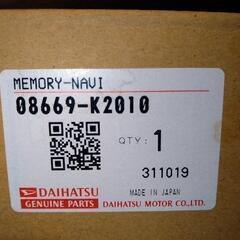 MEMORY-NAVI
08669-K2010
QTY: 1
311019
DAIHATSU MADE IN JAPAN
GENUINE PARTS DAIHATSU MOTOR CO.,LTD.